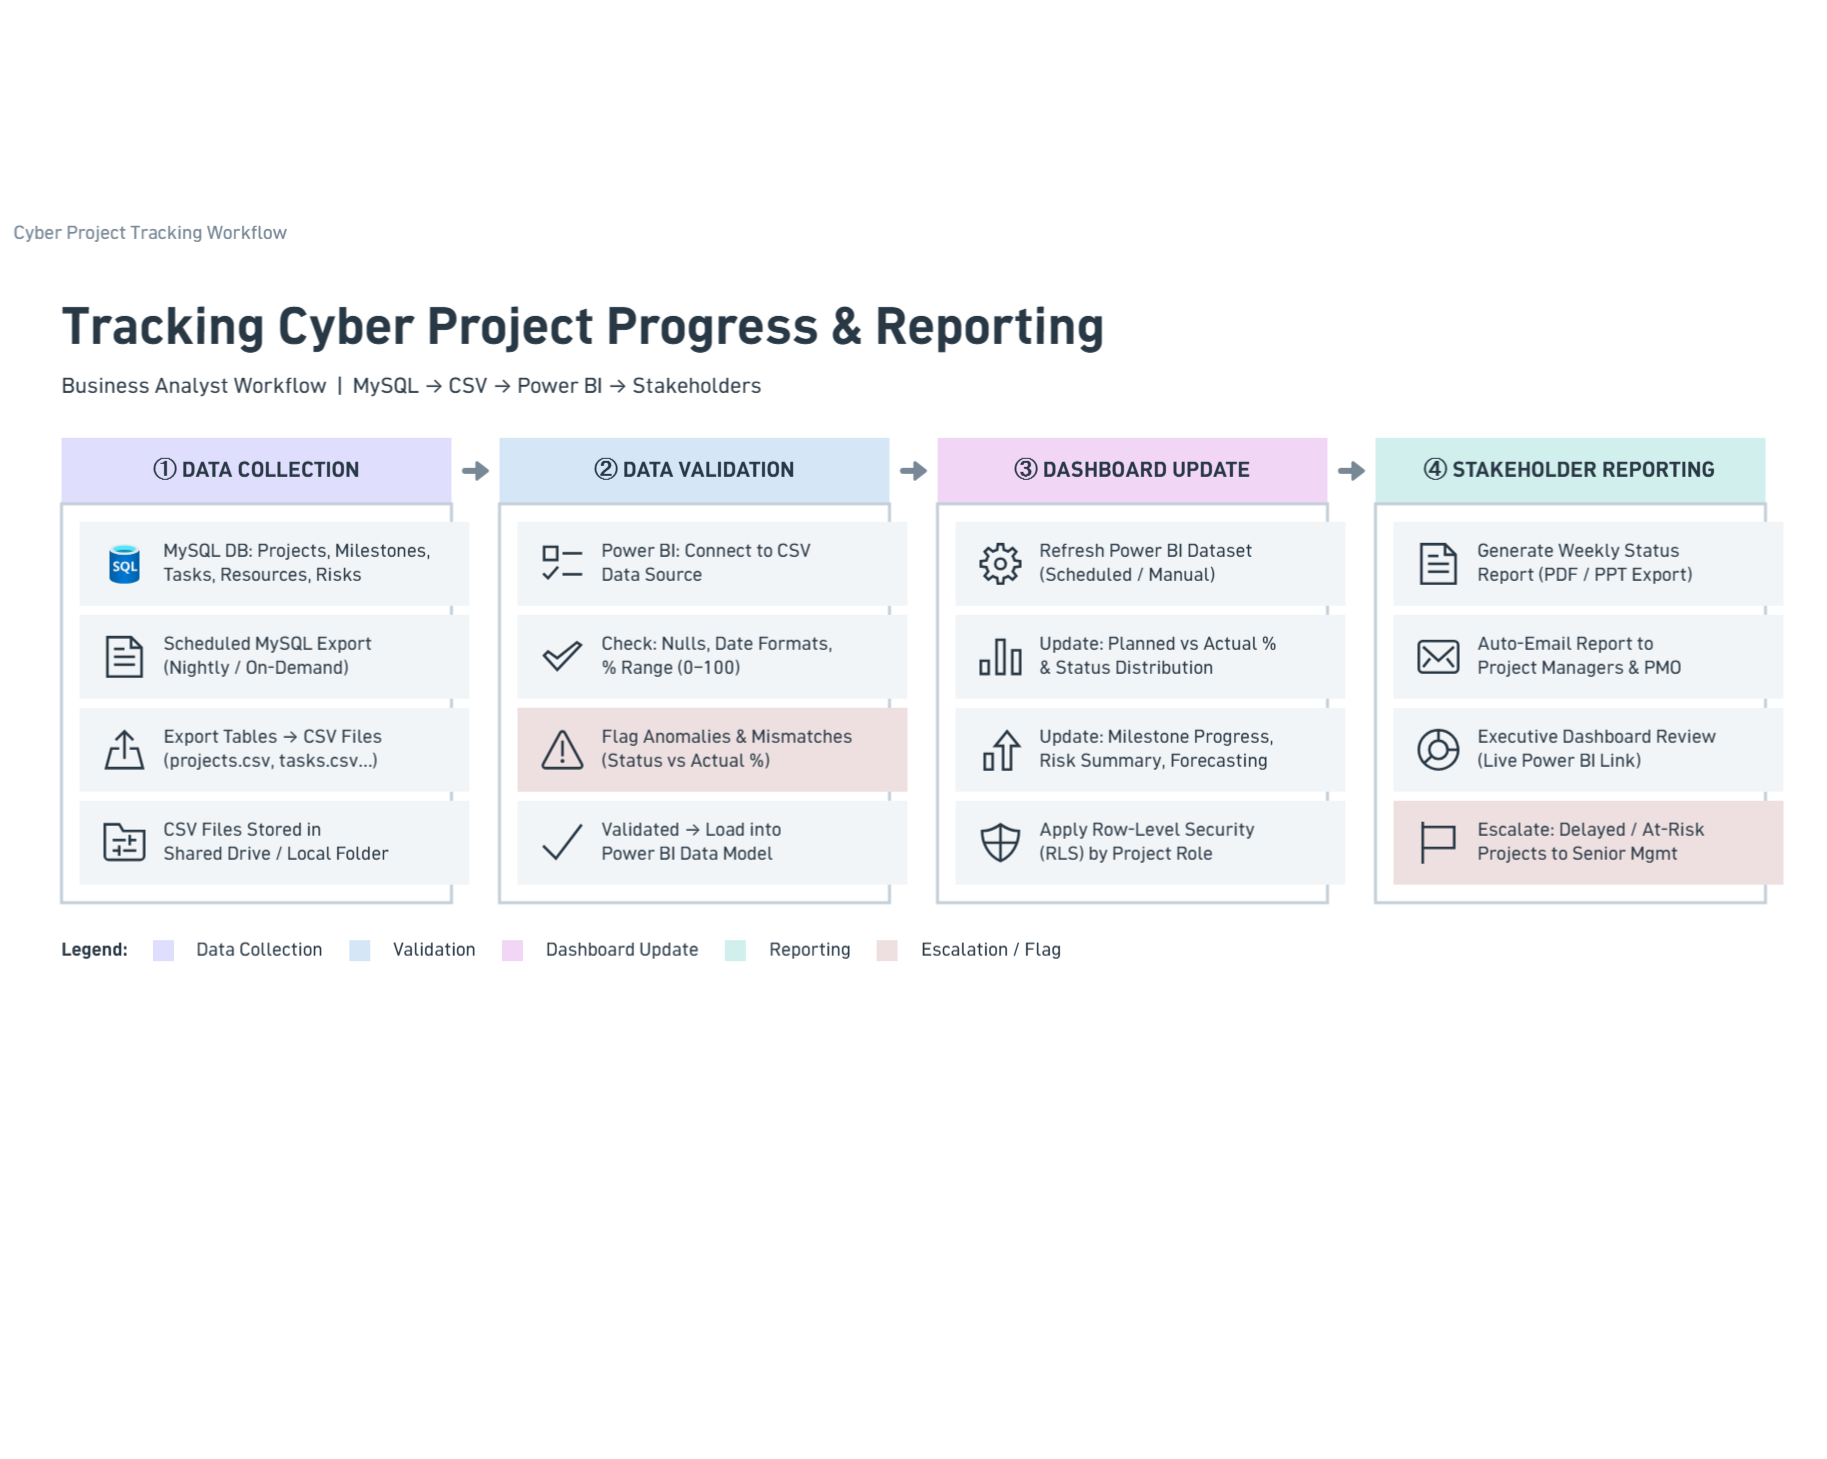 Cyber Project Tracking Workflow
Tracking Cyber Project Progress & Reporting
Business Analyst Workflow | MySQL → CSV → Power BI → Stakeholders
① DATA COLLECTION
MySQL DB: Projects, Milestones,
Tasks, Resources, Risks
SQL
Scheduled MySQL Export
(Nightly / On-Demand)
Export Tables → CSV Files
(projects.csv, tasks.csv...)
CSV Files Stored in
Shared Drive / Local Folder
② DATA VALIDATION
Power BI: Connect to CSV
Data Source
Check: Nulls, Date Formats,
% Range (0–100)
Flag Anomalies & Mismatches
(Status vs Actual %)
Validated → Load into
Power BI Data Model
③ DASHBOARD UPDATE
Refresh Power BI Dataset
(Scheduled / Manual)
Update: Planned vs Actual %
& Status Distribution
Update: Milestone Progress,
Risk Summary, Forecasting
Apply Row-Level Security
(RLS) by Project Role
④ STAKEHOLDER REPORTING
Generate Weekly Status
Report (PDF / PPT Export)
Auto-Email Report to
Project Managers & PMO
Executive Dashboard Review
(Live Power BI Link)
Escalate: Delayed / At-Risk
Projects to Senior Mgmt
Legend: Data Collection Validation Dashboard Update Reporting Escalation / Flag